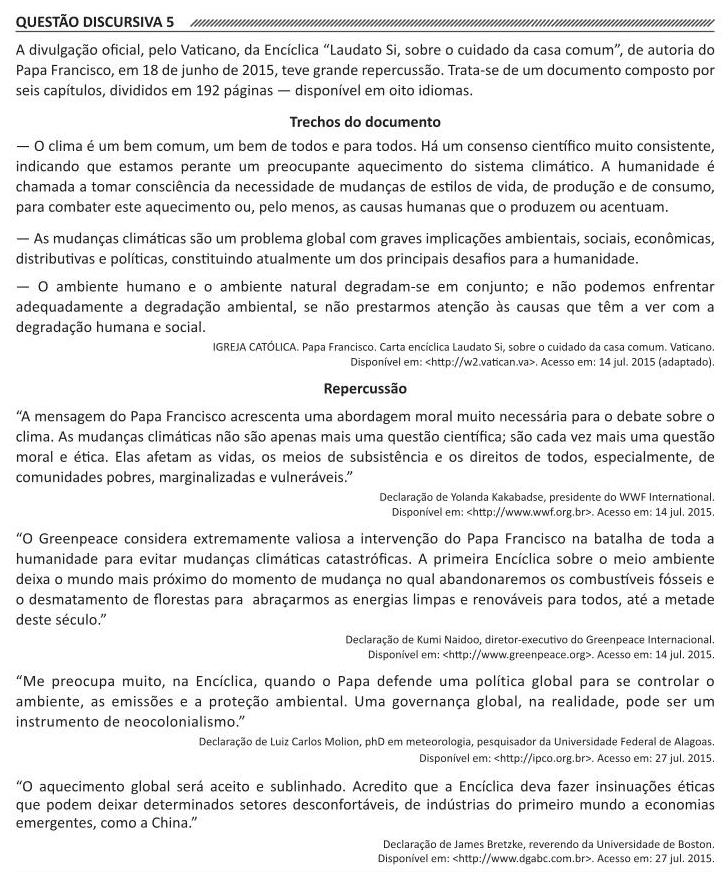 QUESTÃO DISCURSIVA 5
A divulgação oficial, pelo Vaticano, da Encíclica “Laudato Si, sobre o cuidado da casa comum”, de autoria do
Papa Francisco, em 18 de junho de 2015, teve grande repercussão. Trata-se de um documento composto por
seis capítulos, divididos em 192 páginas — disponível em oito idiomas.
Trechos do documento
— O clima é um bem comum, um bem de todos e para todos. Há um consenso científico muito consistente,
indicando que estamos perante um preocupante aquecimento do sistema climático. A humanidade é
chamada a tomar consciência da necessidade de mudanças de estilos de vida, de produção e de consumo,
para combater este aquecimento ou, pelo menos, as causas humanas que o produzem ou acentuam.
— As mudanças climáticas são um problema global com graves implicações ambientais, sociais, econômicas,
distributivas e políticas, constituindo atualmente um dos principais desafios para a humanidade.
— O ambiente humano e o ambiente natural degradam-se em conjunto; e não podemos enfrentar
adequadamente a degradação ambiental, se não prestarmos atenção às causas que têm a ver com a
degradação humana e social.
IGREJA CATÓLICA. Papa Francisco. Carta encíclica Laudato Si, sobre o cuidado da casa comum. Vaticano.
Disponível em: <http://w2.vatican.va>. Acesso em: 14 jul. 2015 (adaptado).
Repercussão
“A mensagem do Papa Francisco acrescenta uma abordagem moral muito necessária para o debate sobre o
clima. As mudanças climáticas não são apenas mais uma questão científica; são cada vez mais uma questão
moral e ética. Elas afetam as vidas, os meios de subsistência e os direitos de todos, especialmente, de
comunidades pobres, marginalizadas e vulneráveis.”
Declaração de Yolanda Kakabadse, presidente do WWF International.
Disponível em: <http://www.wwf.org.br>. Acesso em: 14 jul. 2015.
“O Greenpeace considera extremamente valiosa a intervenção do Papa Francisco na batalha de toda a
humanidade para evitar mudanças climáticas catastróficas. A primeira Encíclica sobre o meio ambiente
deixa o mundo mais próximo do momento de mudança no qual abandonaremos os combustíveis fósseis e
o desmatamento de florestas para abraçarmos as energias limpas e renováveis para todos, até a metade
deste século.”
Declaração de Kumi Naidoo, diretor-executivo do Greenpeace Internacional.
Disponível em: <http://www.greenpeace.org>. Acesso em: 14 jul. 2015.
“Me preocupa muito, na Encíclica, quando o Papa defende uma política global para se controlar o
ambiente, as emissões e a proteção ambiental. Uma governança global, na realidade, pode ser um
instrumento de neocolonialismo.”
Declaração de Luiz Carlos Molion, phD em meteorologia, pesquisador da Universidade Federal de Alagoas.
Disponível em: <http://ipco.org.br>. Acesso em: 27 jul. 2015.
“O aquecimento global será aceito e sublinhado. Acredito que a Encíclica deva fazer insinuações éticas
que podem deixar determinados setores desconfortáveis, de indústrias do primeiro mundo a economias
emergentes, como a China.”
Declaração de James Bretzke, reverendo da Universidade de Boston.
Disponível em: <http://www.dgabc.com.br>. Acesso em: 27 jul. 2015.